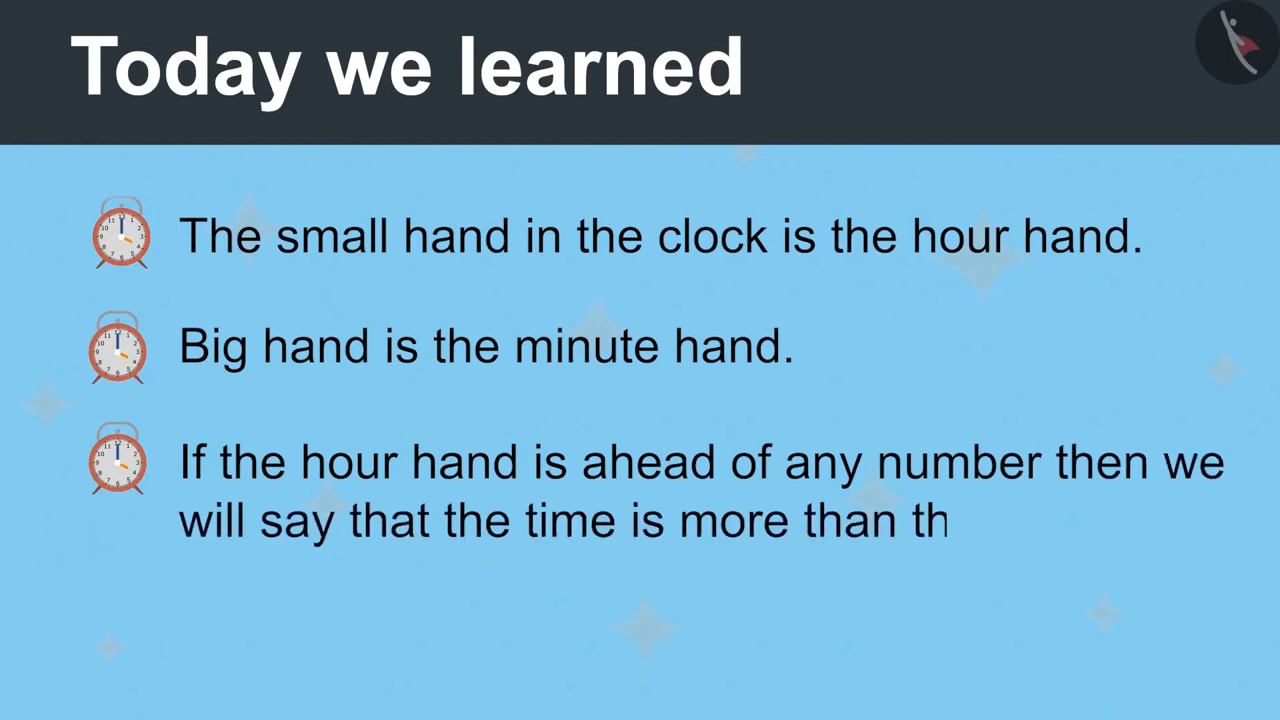 Today we learned
The small hand in the clock is the hour hand.
Big hand is the minute hand.
If the hour hand is ahead of any number then we
will say that the time is more than th